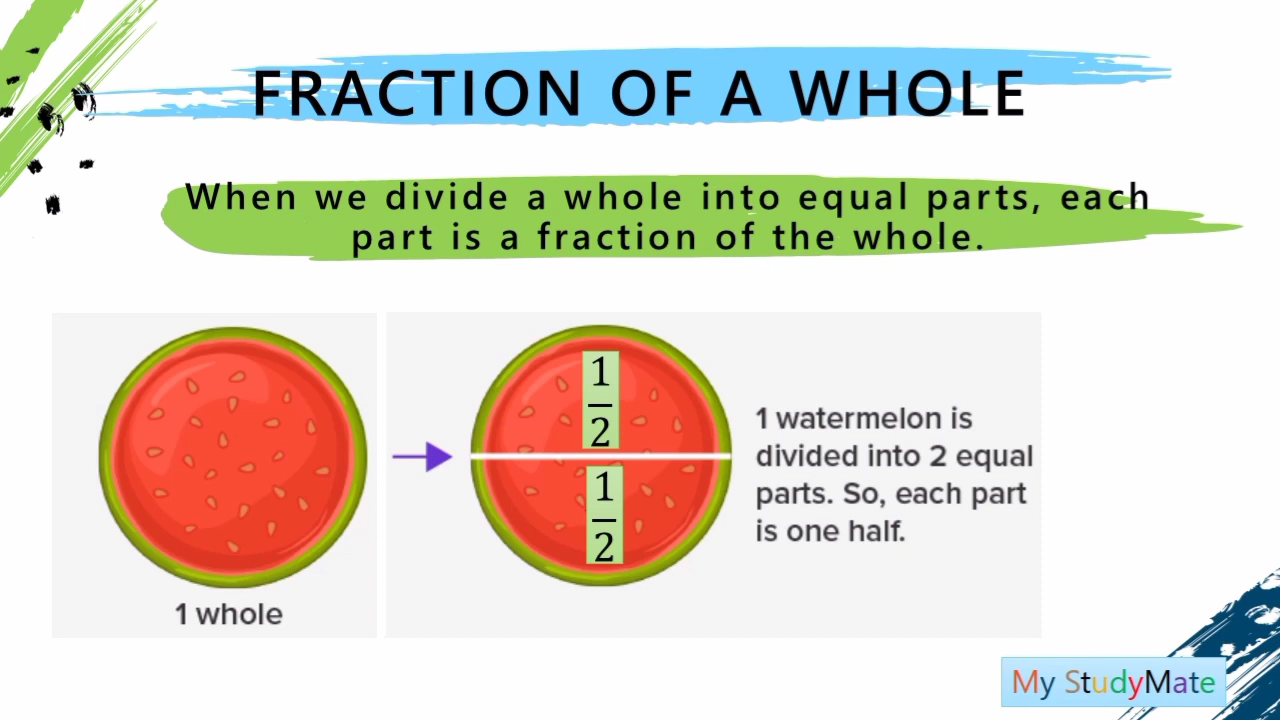 FRACTION OF A WHOLE
When we divide a whole into equal parts, each
part is a fraction of the whole.
1
2
1
2
1 watermelon is
divided into 2 equal
parts. So, each part
is one half.
1 whole
My StudyMate